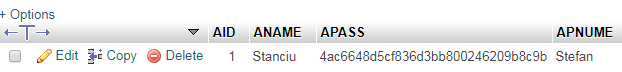 + Options
←T→ AID ANAME APASS APNUME
Edit Copy Delete 1 Stanciu 4ac6648d5cf836d3bb800246209b8c9b Stefan